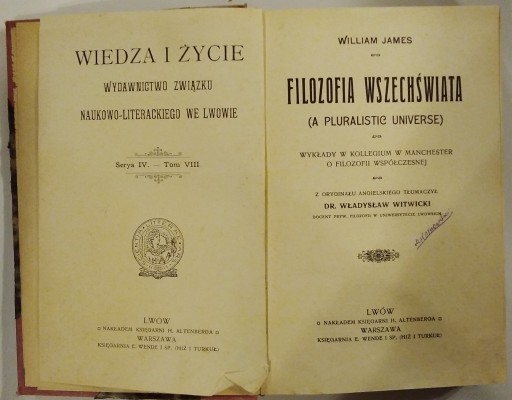 WIEDZA I ŻYCIE
WYDAWNICTWO ZWIĄZKU
NAUKOWO-LITERACKIEGO WE LWOWIE
Serya IV. — Tom VIII
LWÓW
NAKŁADEM KSIĘGARNI H. ALTENBERGA
WARSZAWA
KSIĘGARNIA E. WENDE I SP. (HIŻ I TURKUŁ)
WILLIAM JAMES
FILOZOFIA WSZECHŚWIATA
(A PLURALISTIC UNIVERSE)
WYKŁADY W KOLLEGIUM W MANCHESTER
O FILOZOFII WSPÓŁCZESNEJ
Z ORYGINAŁU ANGIELSKIEGO TŁUMACZYŁ
DR. WŁADYSŁAW WITWICKI
DOCENT PRYW. FILOZOFII W UNIWERSYTECIE LWOWSKIM
LWÓW
NAKŁADEM KSIĘGARNI H. ALTENBERGA
WARSZAWA
KSIĘGARNIA E. WENDE I SP. (HIŻ I TURKUŁ)